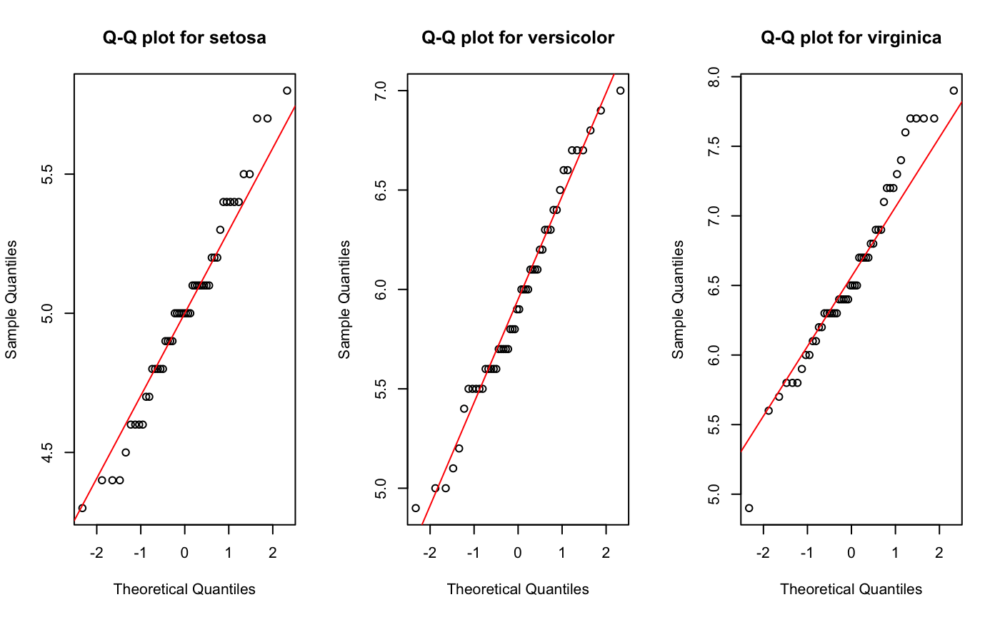 Q-Q plot for setosa
Sample Quantiles
5.5
5.0
4.5
-2 -1 0 1 2
Theoretical Quantiles
Q-Q plot for versicolor
Sample Quantiles
7.0
6.5
6.0
5.5
5.0
-2 -1 0 1 2
Theoretical Quantiles
Q-Q plot for virginica
Sample Quantiles
8.0
7.5
7.0
6.5
6.0
5.5
5.0
-2 -1 0 1 2
Theoretical Quantiles